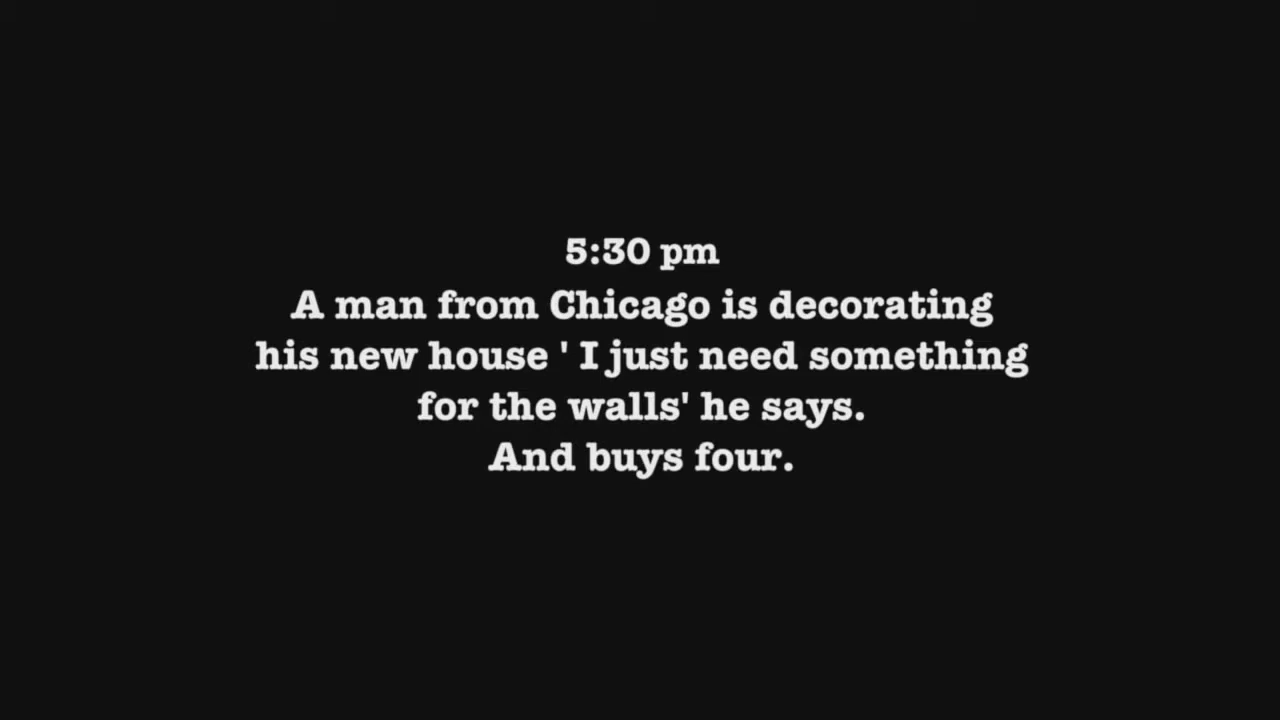 5:30 pm
A man from Chicago is decorating
his new house ' I just need something
for the walls' he says.
And buys four.